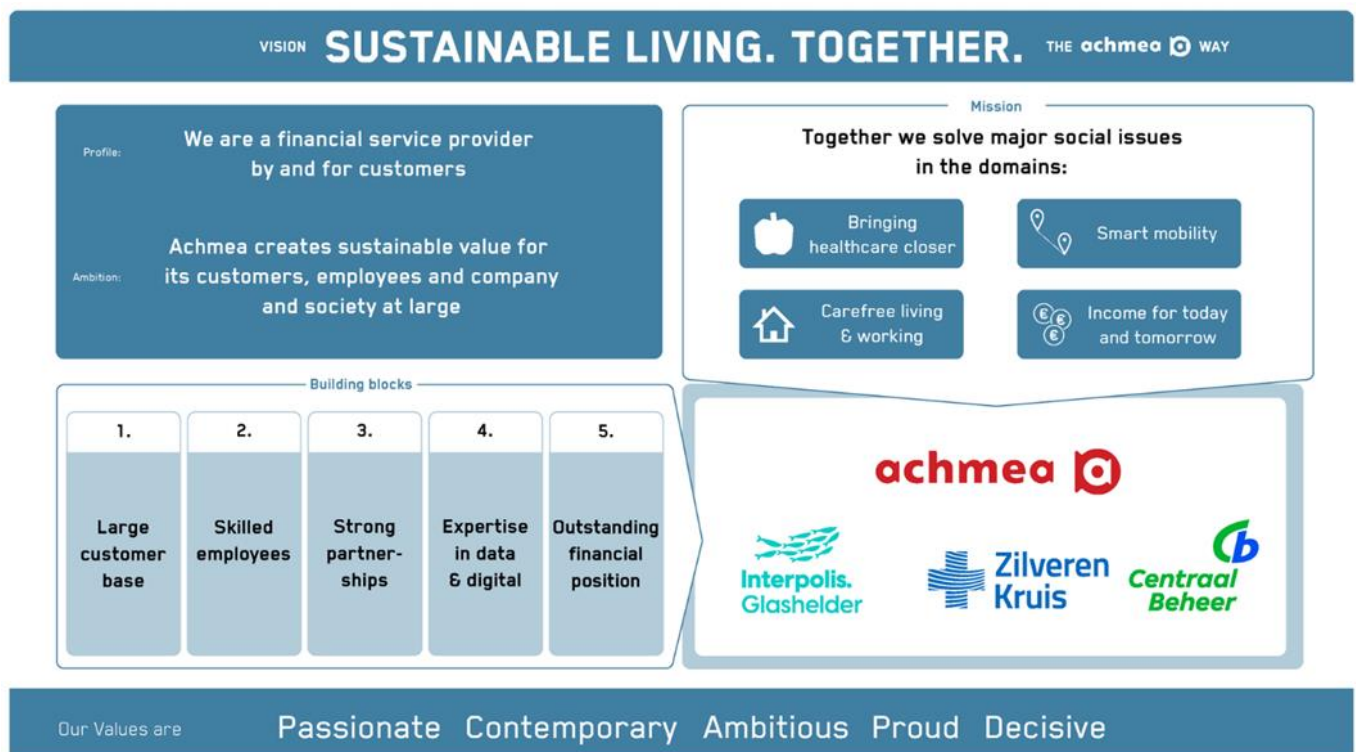 VISION SUSTAINABLE LIVING. TOGETHER. THE achmea WAY
Profile:
We are a financial service provider
by and for customers
Ambition:
Achmea creates sustainable value for
its customers, employees and company
and society at large
Mission
Together we solve major social issues
in the domains:
Bringing
healthcare closer
Smart mobility
Carefree living
& working
Income for today
and tomorrow
Building blocks
1.
Large
customer
base
2.
Skilled
employees
3.
Strong
partner-
ships
4.
Expertise
in data
& digital
5.
Outstanding
financial
position
achmea
Interpolis.
Glashelder
Zilveren
Kruis
Cb
Centraal
Beheer
Our Values are Passionate Contemporary Ambitious Proud Decisive